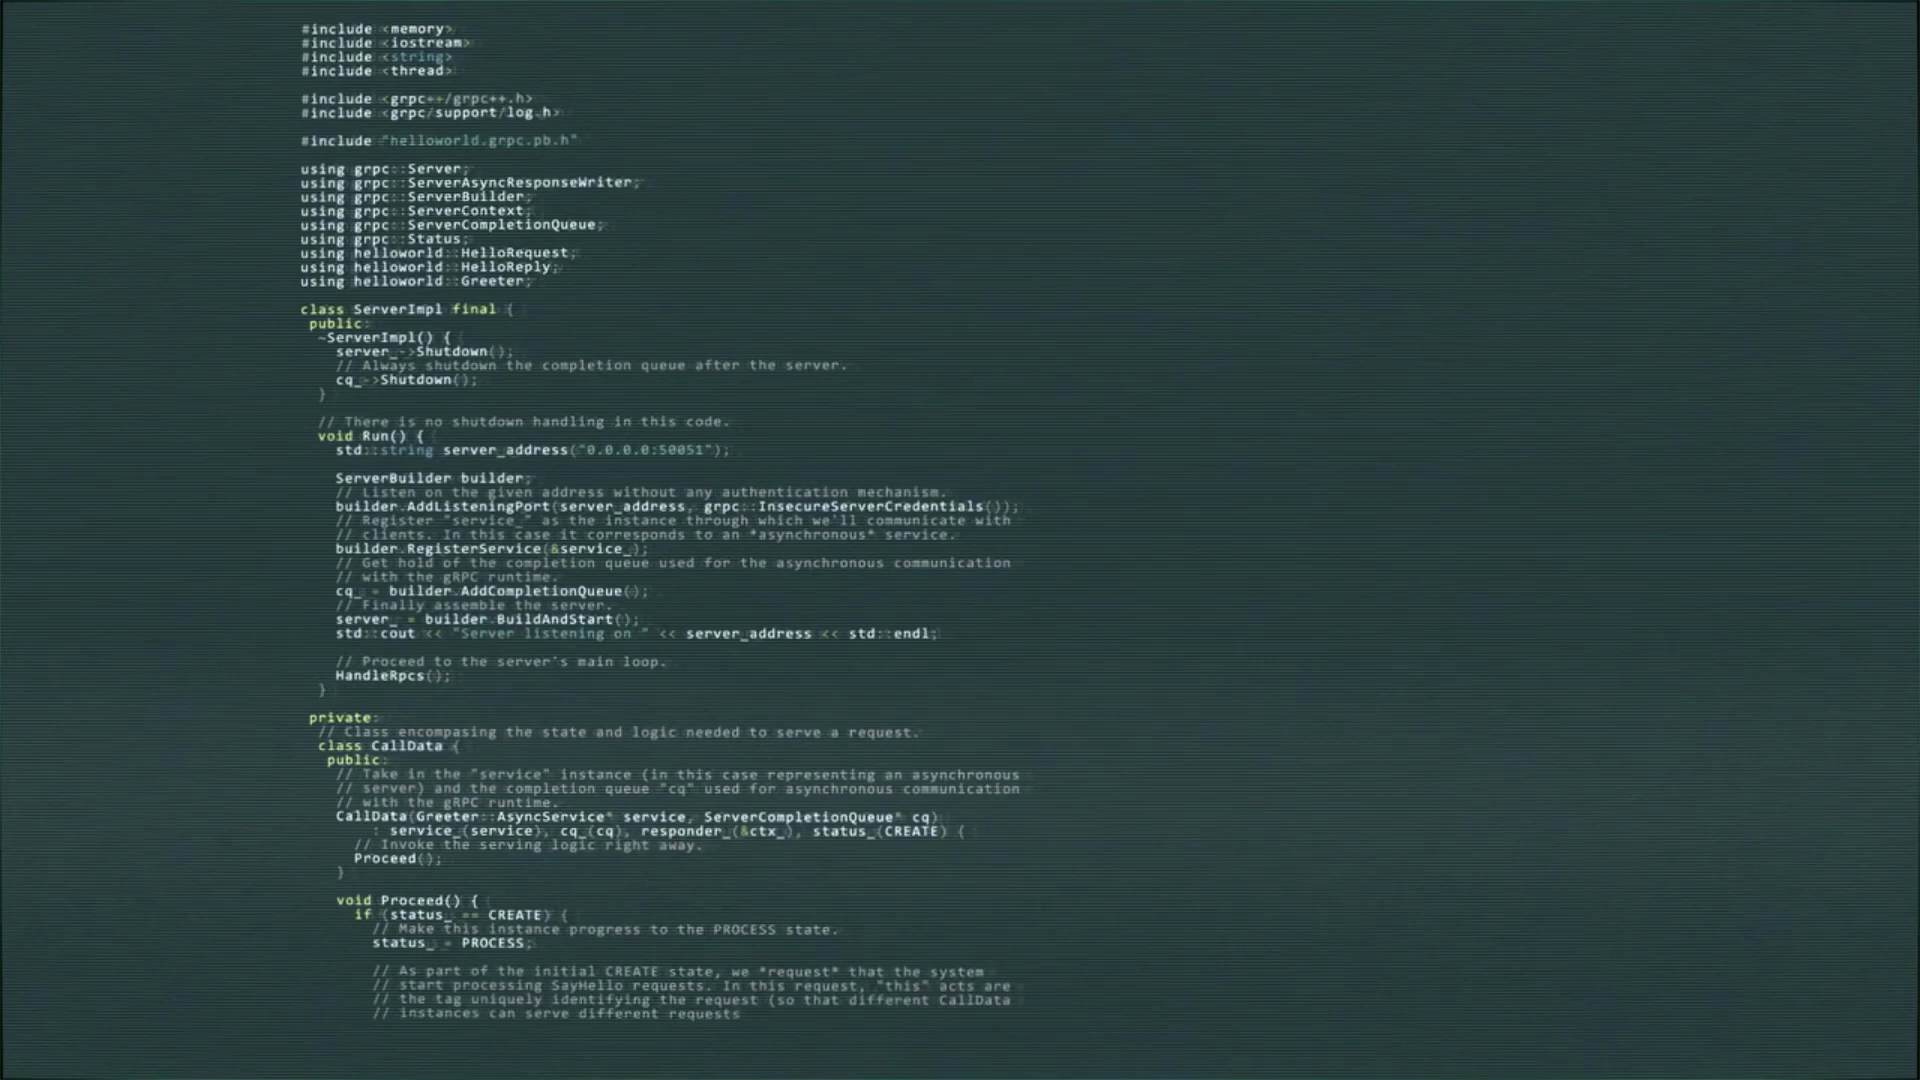 #include <memory>
#include <iostream>
#include <string>
#include <thread>
#include <grpc++/grpc++.h>
#include <grpc/support/log.h>
#include "helloworld.grpc.pb.h"
using grpc::Server;
using grpc::ServerAsyncResponseWriter;
using grpc::ServerBuilder;
using grpc::ServerContext;
using grpc::ServerCompletionQueue;
using grpc::Status;
using helloworld::HelloRequest;
using helloworld::HelloReply;
using helloworld::Greeter;
class ServerImpl final {
public:
~ServerImpl() {
server_->Shutdown();
// Always shutdown the completion queue after the server.
cq_->Shutdown();
}
// There is no shutdown handling in this code.
void Run() {
std::string server_address("0.0.0.0:50051");
ServerBuilder builder;
// Listen on the given address without any authentication mechanism.
builder.AddListeningPort(server_address, grpc::InsecureServerCredentials());
// Register "service_" as the instance through which we'll communicate with
// clients. In this case it corresponds to an *asynchronous* service.
builder.RegisterService(&service_);
// Get hold of the completion queue used for the asynchronous communication
// with the gRPC runtime.
cq_ = builder.AddCompletionQueue();
// Finally assemble the server.
server_ = builder.BuildAndStart();
std::cout << "Server listening on " << server_address << std::endl;
// Proceed to the server's main loop.
HandleRpcs();
}
private:
// Class encompasing the state and logic needed to serve a request.
class CallData {
public:
// Take in the "service" instance (in this case representing an asynchronous
// server) and the completion queue "cq" used for asynchronous communication
// with the gRPC runtime.
CallData(Greeter::AsyncService* service, ServerCompletionQueue* cq)
: service_(service), cq_(cq), responder_(&ctx_), status_(CREATE) {
// Invoke the serving logic right away.
Proceed();
}
void Proceed() {
if (status_ == CREATE) {
// Make this instance progress to the PROCESS state.
status_ = PROCESS;
// As part of the initial CREATE state, we *request* that the system
// start processing SayHello requests. In this request, "this" acts are
// the tag uniquely identifying the request (so that different CallData
// instances can serve different requests